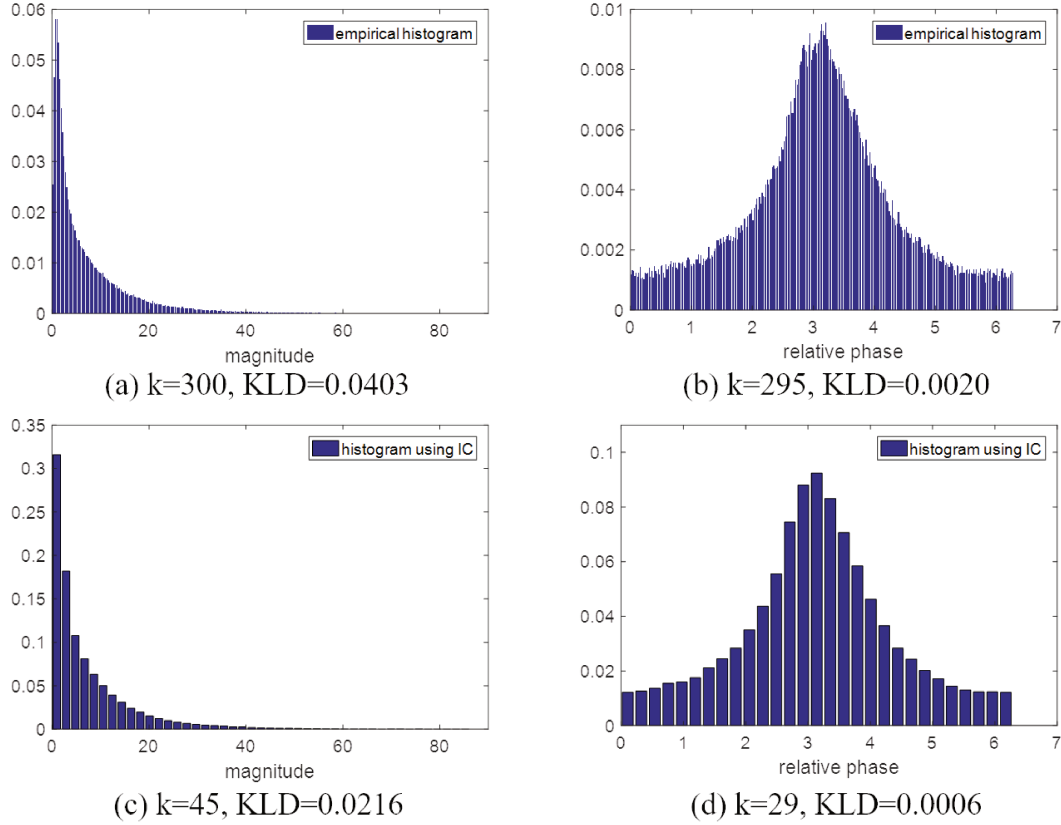 empirical histogram
0.06
0.05
0.04
0.03
0.02
0.01
0
0 20 40 60 80
magnitude
(a) k=300, KLD=0.0403
empirical histogram
0.01
0.008
0.006
0.004
0.002
0
0 1 2 3 4 5 6 7
relative phase
(b) k=295, KLD=0.0020
histogram using IC
0.35
0.3
0.25
0.2
0.15
0.1
0.05
0
0 20 40 60 80
magnitude
(c) k=45, KLD=0.0216
histogram using IC
0.1
0.08
0.06
0.04
0.02
0
0 1 2 3 4 5 6 7
relative phase
(d) k=29, KLD=0.0006